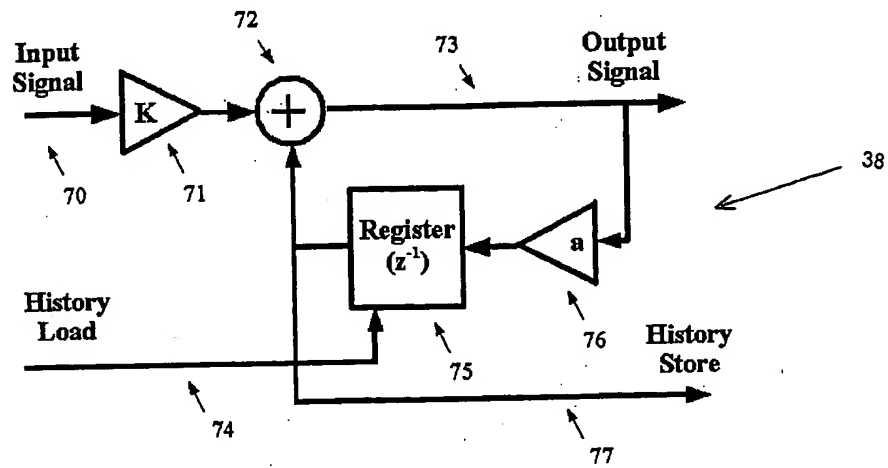 72
73
Input
Signal
Output
Signal
K
+
70
71
38
Register
(z⁻¹)
a
History
Load
76
History
Store
75
74
77